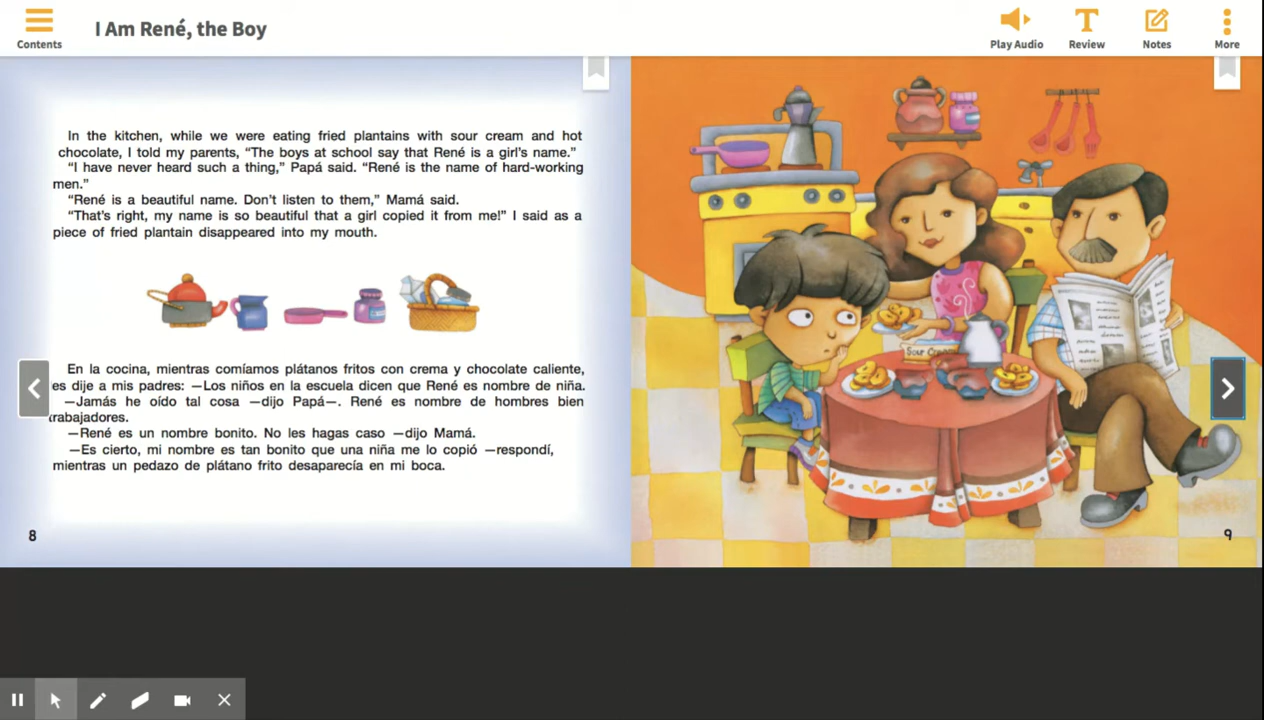 Contents
I Am René, the Boy
Play Audio
Review
Notes
More
In the kitchen, while we were eating fried plantains with sour cream and hot
chocolate, I told my parents, “The boys at school say that René is a girl’s name.”
“I have never heard such a thing,” Papá said. “René is the name of hard-working
men.”
“René is a beautiful name. Don’t listen to them,” Mamá said.
“That’s right, my name is so beautiful that a girl copied it from me!” I said as a
piece of fried plantain disappeared into my mouth.
En la cocina, mientras comíamos plátanos fritos con crema y chocolate caliente,
es dije a mis padres: —Los niños en la escuela dicen que René es nombre de niña.
—Jamás he oído tal cosa —dijo Papá—. René es nombre de hombres bien
trabajadores.
—René es un nombre bonito. No les hagas caso —dijo Mamá.
—Es cierto, mi nombre es tan bonito que una niña me lo copió —respondí,
mientras un pedazo de plátano frito desaparecía en mi boca.
8
Sour Cream
9